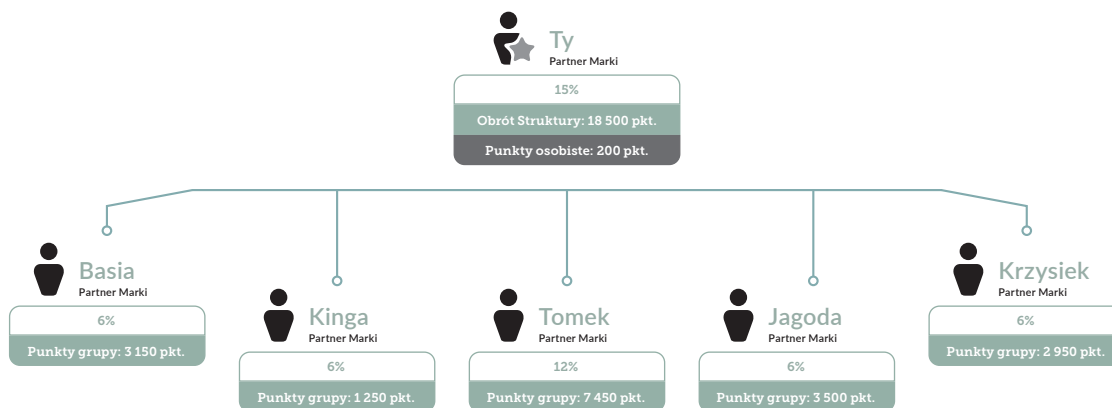 Ty
Partner Marki
15%
Obrót Struktury: 18 500 pkt.
Punkty osobiste: 200 pkt.
Basia
Partner Marki
6%
Punkty grupy: 3 150 pkt.
Kinga
Partner Marki
6%
Punkty grupy: 1 250 pkt.
Tomek
Partner Marki
12%
Punkty grupy: 7 450 pkt.
Jagoda
Partner Marki
6%
Punkty grupy: 3 500 pkt.
Krzysiek
Partner Marki
6%
Punkty grupy: 2 950 pkt.